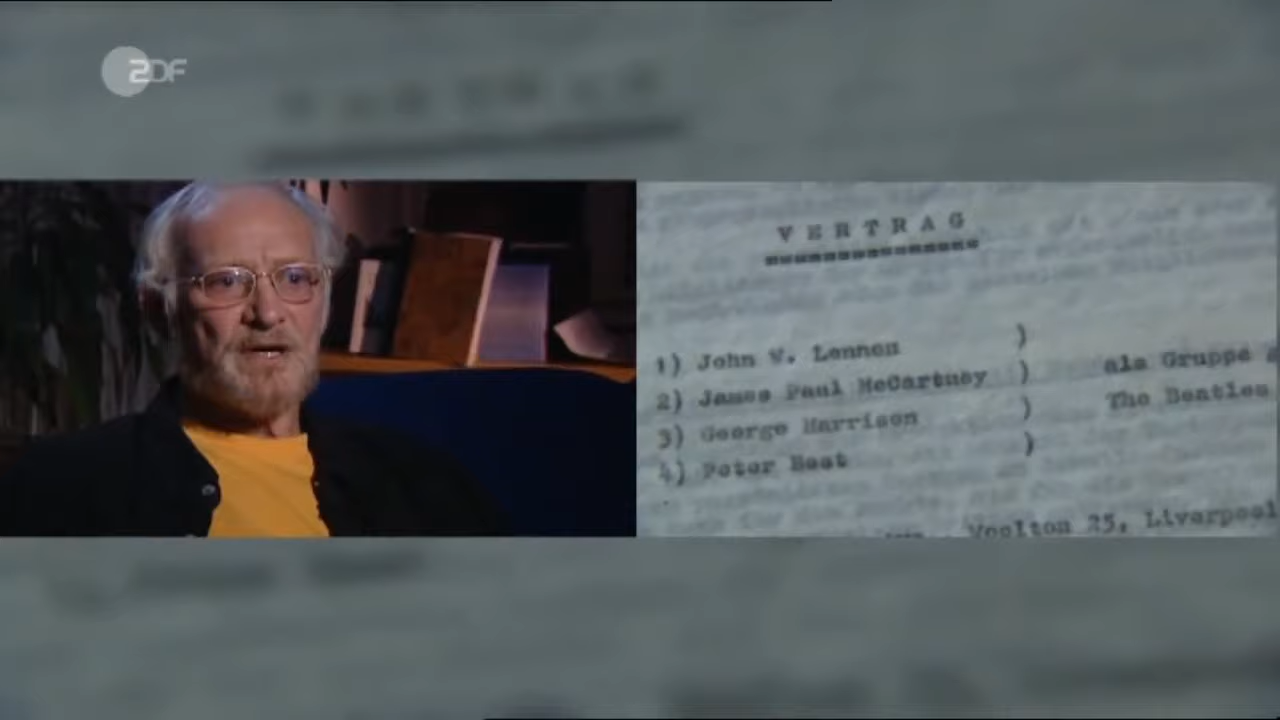 ZDF
VERTRAG
1) John W. Lennon )
2) James Paul McCartney ) als Gruppe
3) George Harrison ) The Beatles
4) Peter Best )
Woolton 25, Liverpool